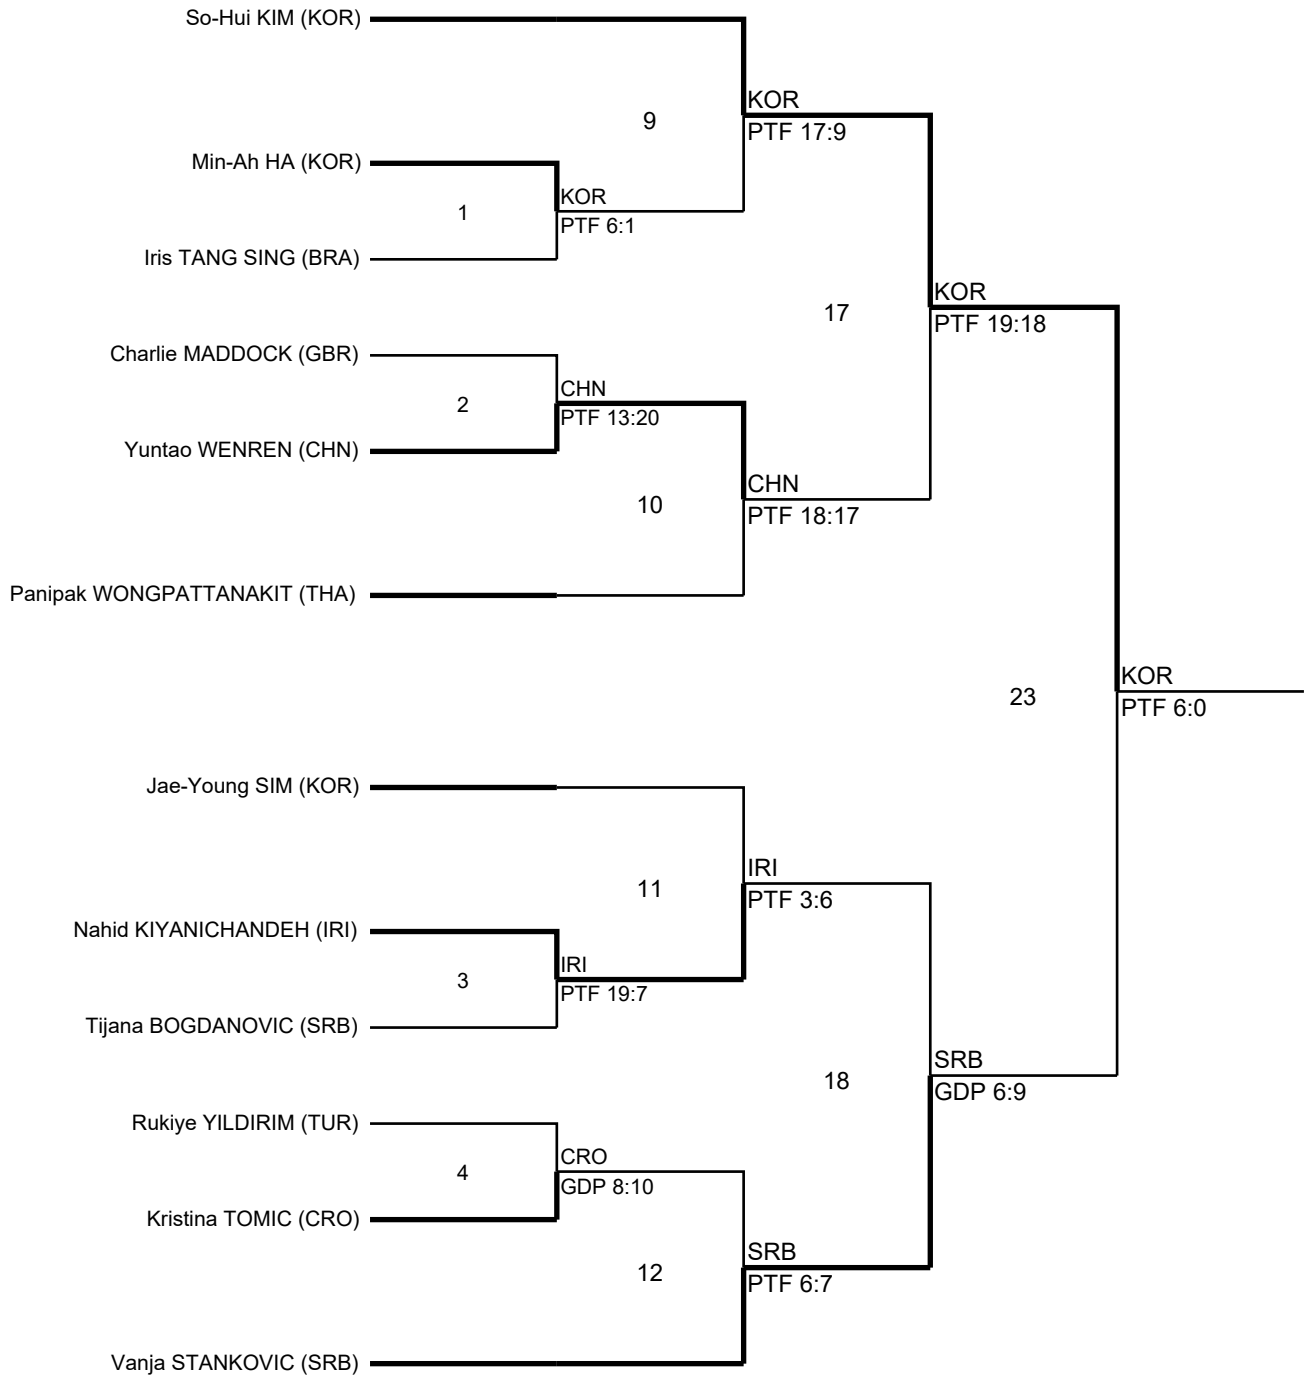 So-Hui KIM (KOR)
KOR
9
PTF 17:9
Min-Ah HA (KOR)
KOR
1
PTF 6:1
Iris TANG SING (BRA)
KOR
17
PTF 19:18
Charlie MADDOCK (GBR)
CHN
2
PTF 13:20
Yuntao WENREN (CHN)
CHN
10
PTF 18:17
Panipak WONGPATTANAKIT (THA)
KOR
23
PTF 6:0
Jae-Young SIM (KOR)
IRI
11
PTF 3:6
Nahid KIYANICHANDEH (IRI)
IRI
3
PTF 19:7
Tijana BOGDANOVIC (SRB)
SRB
18
GDP 6:9
Rukiye YILDIRIM (TUR)
CRO
4
GDP 8:10
Kristina TOMIC (CRO)
SRB
12
PTF 6:7
Vanja STANKOVIC (SRB)